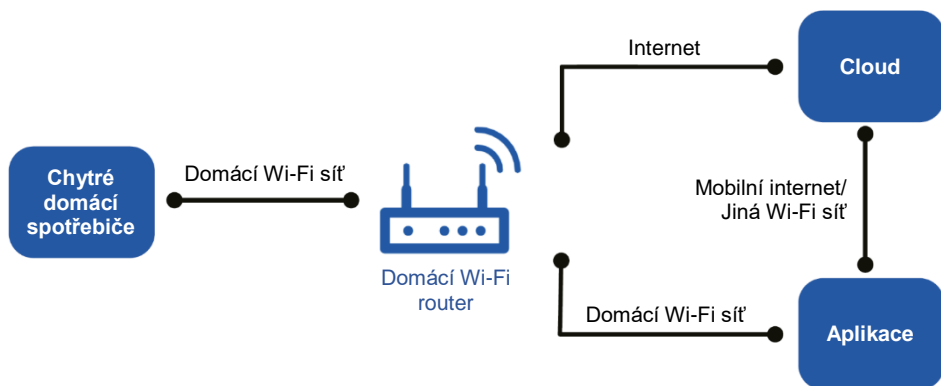 Internet
Cloud
Chytré
domácí
spotřebiče
Domácí Wi-Fi síť
Mobilní internet/
Jiná Wi-Fi síť
Domácí Wi-Fi
router
Domácí Wi-Fi síť
Aplikace